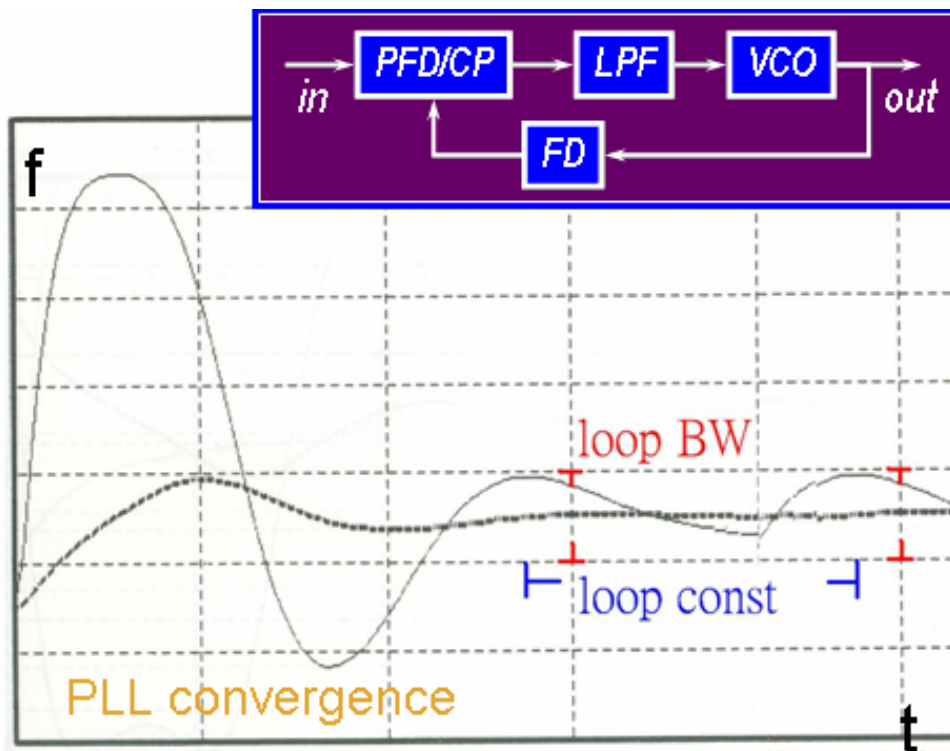 PFD/CP
LPF
VCO
in
out
FD
f
loop BW
loop const
PLL convergence
t